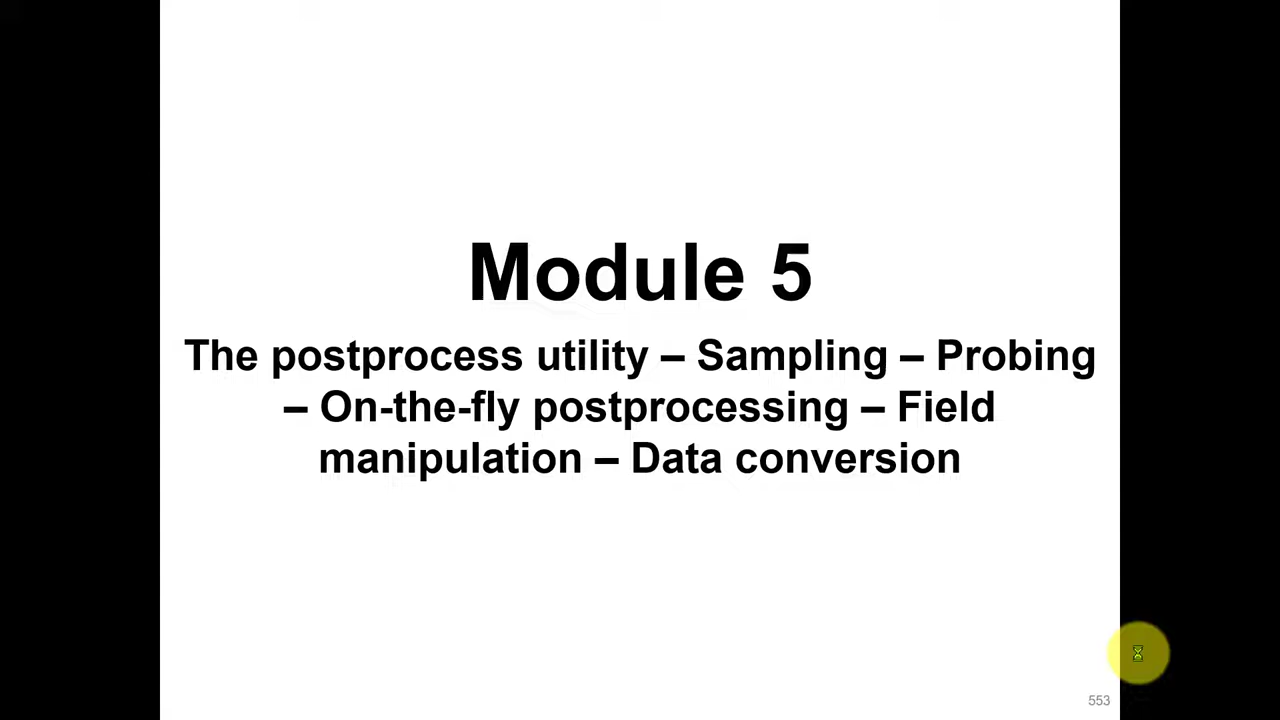 Module 5
The postprocess utility – Sampling – Probing
– On-the-fly postprocessing – Field
manipulation – Data conversion
553